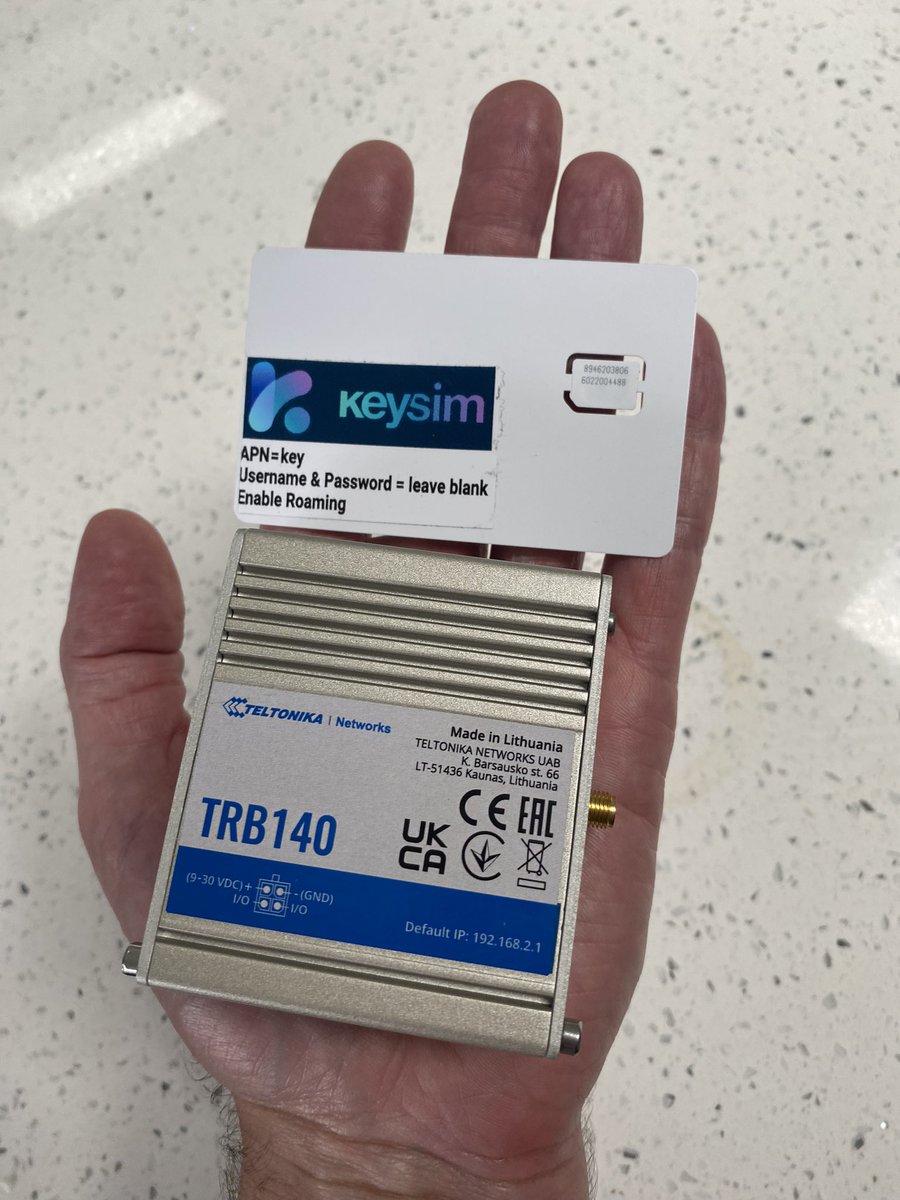 8946203806
6022004488
keysim
APN=key
Username & Password = leave blank
Enable Roaming
TELTONIKA | Networks
Made in Lithuania
TELTONIKA NETWORKS UAB
K. Barsausko st. 66
LT-51436 Kaunas, Lithuania
CE EAC
TRB140
UK
CA
(9-30 VDC) + - (GND)
I/O I/O
Default IP: 192.168.2.1